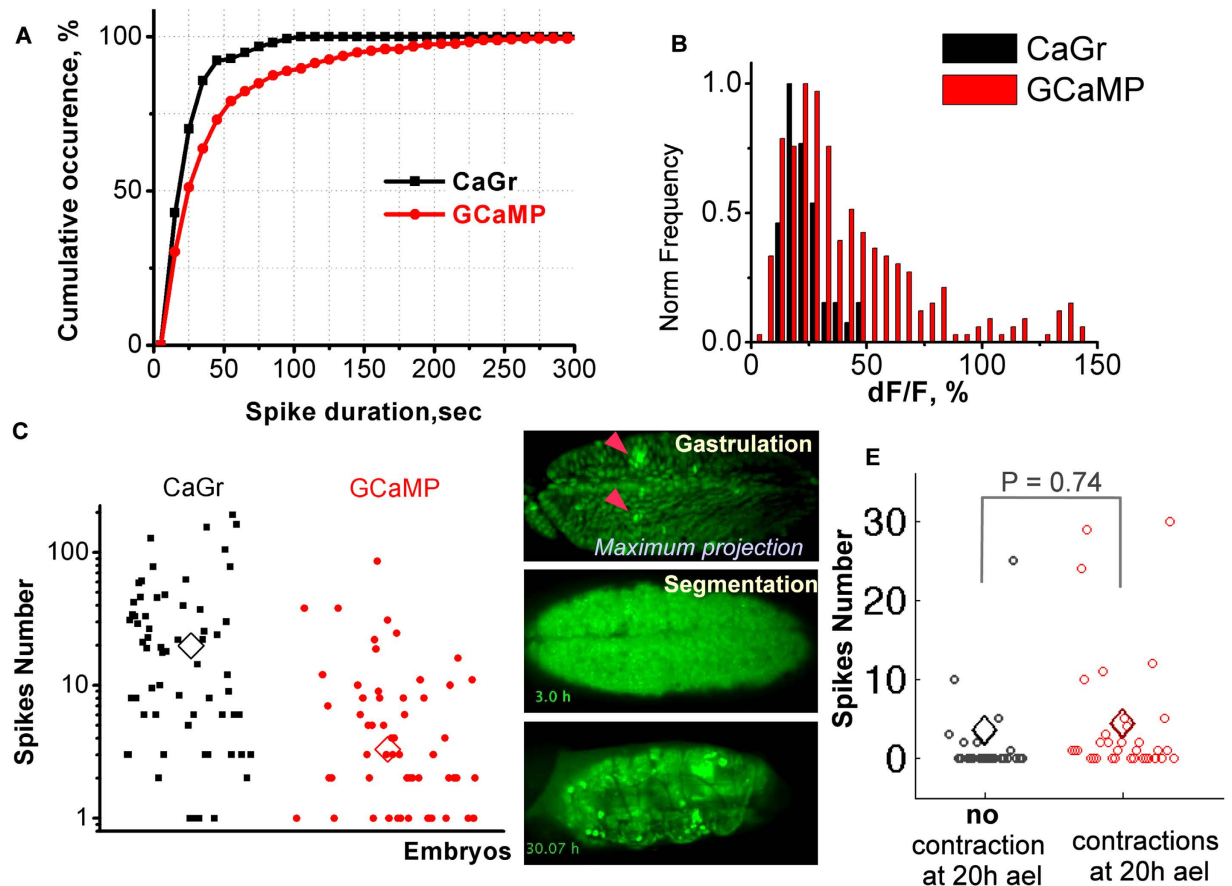 A
Cumulative occurence, %
100
50
0
CaGr
GCaMP
0 50 100 150 200 250 300
Spike duration,sec
B
CaGr
GCaMP
Norm Frequency
1.0
0.5
0.0
0 50 100 150
dF/F, %
C
CaGr
GCaMP
Spikes Number
100
10
1
Embryos
Gastrulation
Maximum projection
Segmentation
3.0 h
30.07 h
E
P = 0.74
Spikes Number
30
20
10
0
no
contraction
at 20h ael
contractions
at 20h ael